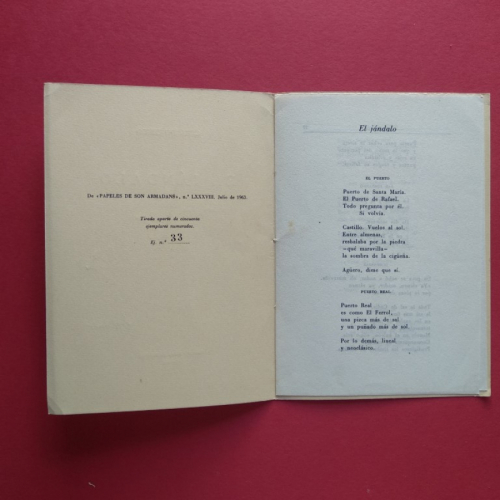 De «PAPELES DE SON ARMADANS», n.º LXXXVIII. Julio de 1963
Tirada aparte de cincuenta
ejemplares numerados.
Ej. n.º 33
El jándalo
EL PUERTO
Puerto de Santa María.
El Puerto de Rafael.
Todo pregunta por él.
Si volvía.
Castillo. Vuelos al sol.
Entre almenas,
resbalaba por la piedra
—qué maravilla—
la sombra de la cigüeña.
Agüero, dime que sí.
PUERTO REAL
Puerto Real
es como El Ferrol,
una pizca más de sal
y un puñado más de sol.
Por lo demás, lineal
y neoclásico.